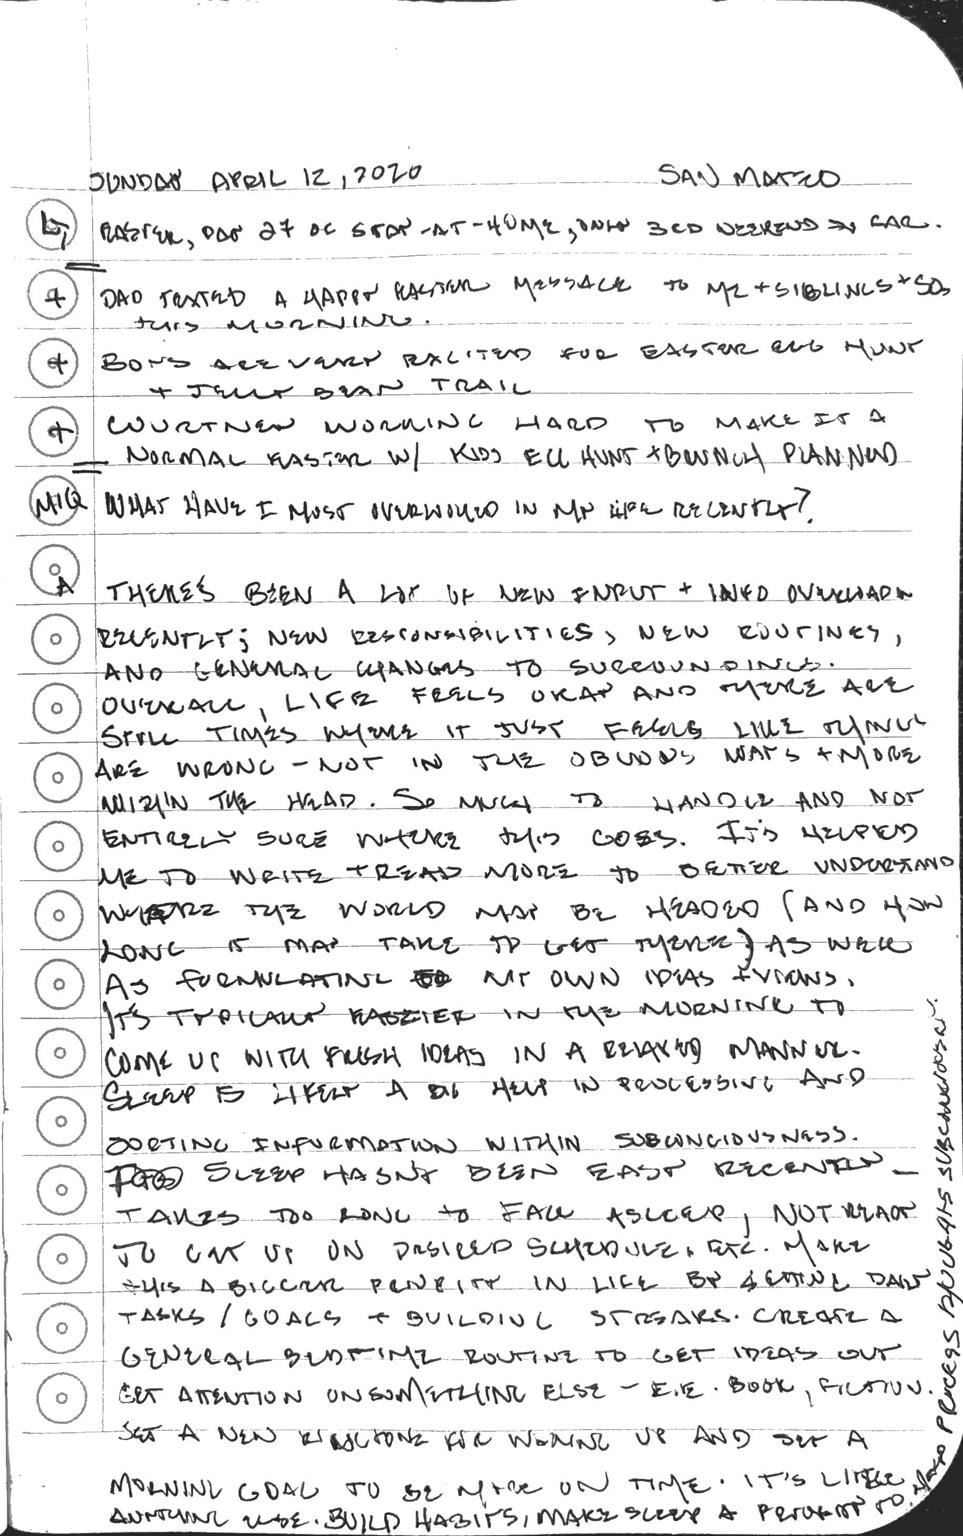 SUNDAY APRIL 12, 2020 SAN MATEO
EASTER, DAY 27 OF STAY-AT-HOME, ONLY 3RD WEEKEND
+ DAD TEXTED A HAPPY EASTER MESSAGE TO ME + SIBLINGS + SOs
THIS MORNING.
+ BOYS ARE VERY EXCITED FOR EASTER EGG HUNT
+ JELLY BEAN TRAIL
+ COURTNEY WORKING HARD TO MAKE IT A
NORMAL EASTER W/ KIDS EGG HUNT + BRUNCH PLANNED
MIQ WHAT HAVE I MOST OVERWORKED IN MY LIFE RECENTLY?
A THERE'S BEEN A LOT OF NEW INPUT + INFO OVERLOAD
RECENTLY; NEW RESPONSIBILITIES, NEW ROUTINES,
AND GENERAL CHANGES TO SURROUNDINGS.
OVERALL, LIFE FEELS OKAY AND THERE ARE
STILL TIMES WHERE IT JUST FEELS LIKE THINGS
ARE WRONG - NOT IN THE OBVIOUS WAYS + MORE
WITHIN THE HEAD. SO MUCH TO HANDLE AND NOT
ENTIRELY SURE WHERE THIS GOES. IT'S HELPED
ME TO WRITE + READ MORE TO BETTER UNDERSTAND
WHERE THE WORLD MAY BE HEADED (AND HOW
LONG IT MAY TAKE TO GET THERE) AS WELL
AS FORMULATING MY OWN IDEAS + VIEWS.
IT'S TYPICALLY EASIER IN THE MORNING TO
COME UP WITH FRESH IDEAS IN A RELAXED MANNER.
SLEEP IS LIKELY A BIG HELP IN PROCESSING AND
SORTING INFORMATION WITHIN SUBCONCIOUSNESS.
SLEEP HASN'T BEEN EASY RECENTLY -
TAKES TOO LONG TO FALL ASLEEP, NOT READY
TO GET UP ON DESIRED SCHEDULE, ETC. MAKE
THIS A BIGGER PRIORITY IN LIFE BY SETTING DAILY
TASKS / GOALS + BUILDING STREAKS. CREATE A
GENERAL BEDTIME ROUTINE TO GET IDEAS OUT
GET ATTENTION ON SOMETHING ELSE - I.E. BOOK, FICTION.
SET A NEW RINGTONE FOR WAKING UP AND SET A
MORNING GOAL TO BE MORE ON TIME. IT'S LIKE
ANYTHING ELSE. BUILD HABITS, MAKE SLEEP A PRIORITY TO
PROCESS THOUGHTS SUBCONSCIOUSLY.